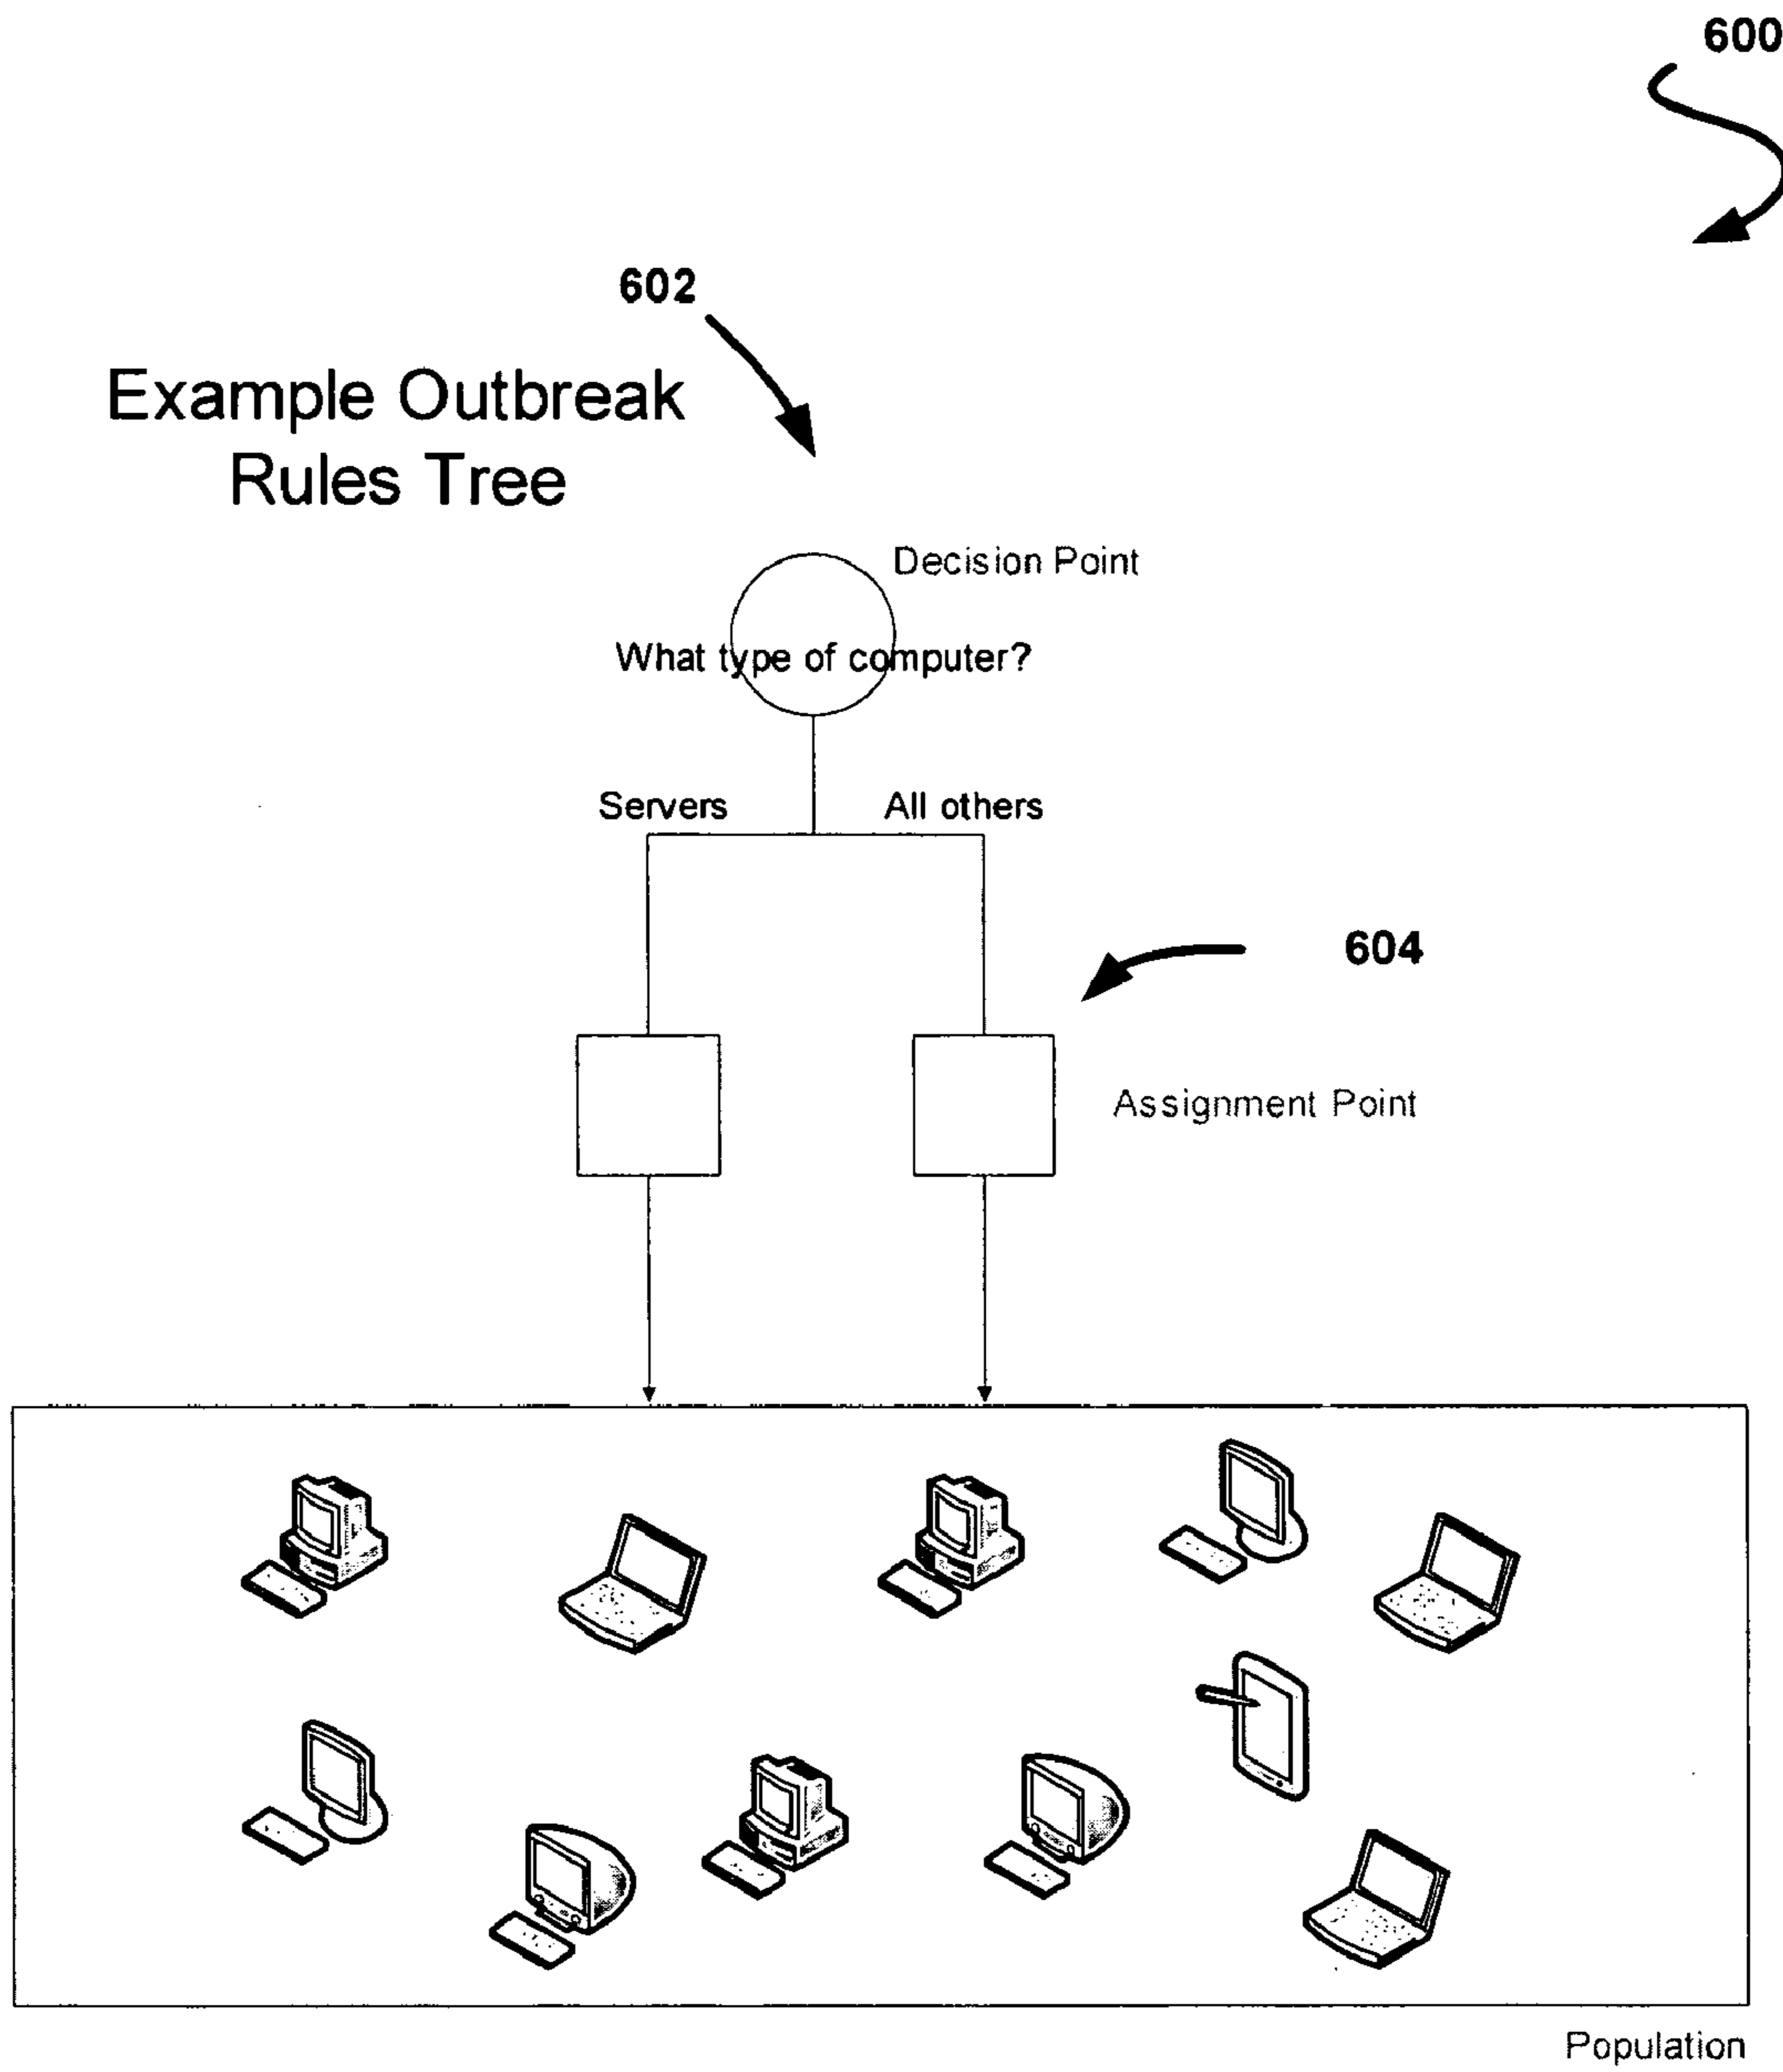 600
602
Example Outbreak
Rules Tree
Decision Point
What type of computer?
Servers
All others
604
Assignment Point
Population